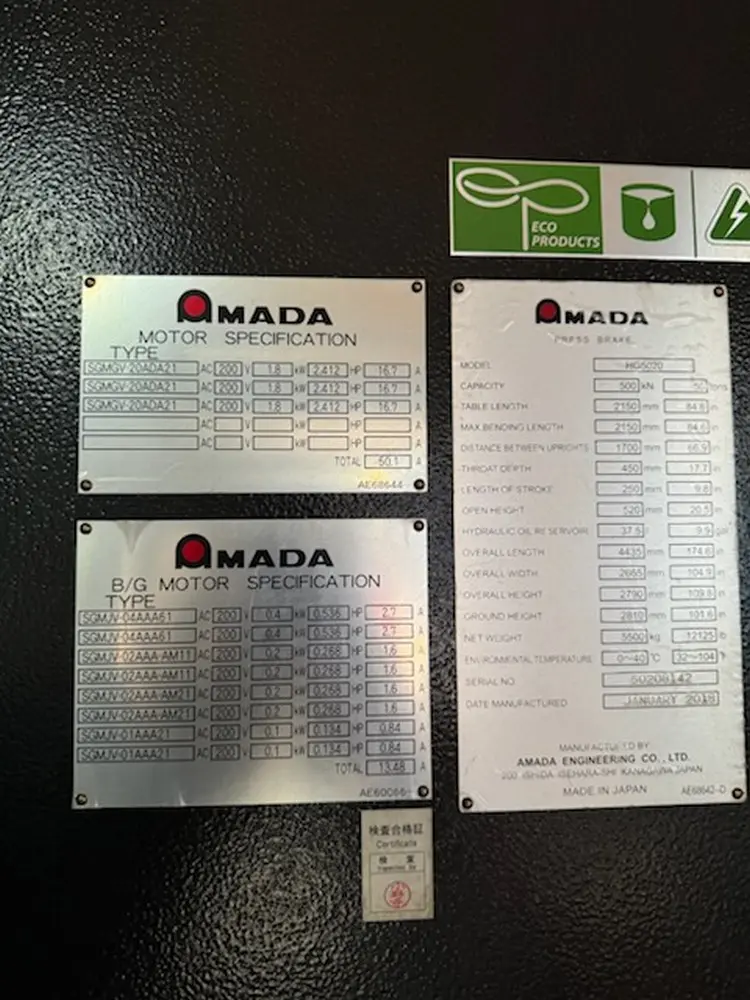 ECO
PRODUCTS
AMADA
MOTOR SPECIFICATION
TYPE
SGMGV-20ADA21 AC 200 V 1.8 kW 2.412 HP 16.7 A
SGMGV-20ADA21 AC 200 V 1.8 kW 2.412 HP 16.7 A
SGMGV-20ADA21 AC 200 V 1.8 kW 2.412 HP 16.7 A
AC V kW HP A
AC V kW HP A
TOTAL 50.1 A
AE68644
AMADA
B/G MOTOR SPECIFICATION
TYPE
SGMJV-04AAA61 AC 200 V 0.4 kW 0.536 HP 2.7 A
SGMJV-04AAA61 AC 200 V 0.4 kW 0.536 HP 2.7 A
SGMJV-02AAA-AM11 AC 200 V 0.2 kW 0.268 HP 1.6 A
SGMJV-02AAA-AM11 AC 200 V 0.2 kW 0.268 HP 1.6 A
SGMJV-02AAA-AM21 AC 200 V 0.2 kW 0.268 HP 1.6 A
SGMJV-02AAA-AM21 AC 200 V 0.2 kW 0.268 HP 1.6 A
SGMJV-01AAA21 AC 200 V 0.1 kW 0.134 HP 0.84 A
SGMJV-01AAA21 AC 200 V 0.1 kW 0.134 HP 0.84 A
TOTAL 13.48 A
AE60066
検査合格証
Certificate
検 査
Inspected by
AMADA
PRESS BRAKE
MODEL HG5020
CAPACITY 500 kN 50 tons
TABLE LENGTH 2150 mm 84.6 in
MAX.BENDING LENGTH 2150 mm 84.6 in
DISTANCE BETWEEN UPRIGHTS 1700 mm 66.9 in
THROAT DEPTH 450 mm 17.7 in
LENGTH OF STROKE 250 mm 9.8 in
OPEN HEIGHT 520 mm 20.5 in
HYDRAULIC OIL RESERVOIR 37.5 l 9.9 gal
OVERALL LENGTH 4435 mm 174.6 in
OVERALL WIDTH 2665 mm 104.9 in
OVERALL HEIGHT 2790 mm 109.8 in
GROUND HEIGHT mm in
NET WEIGHT 5500 kg 12125 lb
ENVIRONMENTAL TEMPERATURE 0~40 °C 32~104 °F
SERIAL NO. 50208142
DATE MANUFACTURED JANUARY 2018
MANUFACTURED BY
AMADA ENGINEERING CO., LTD.
200 ISHIDA, ISEHARA-SHI KANAGAWA JAPAN
MADE IN JAPAN AE68642-D